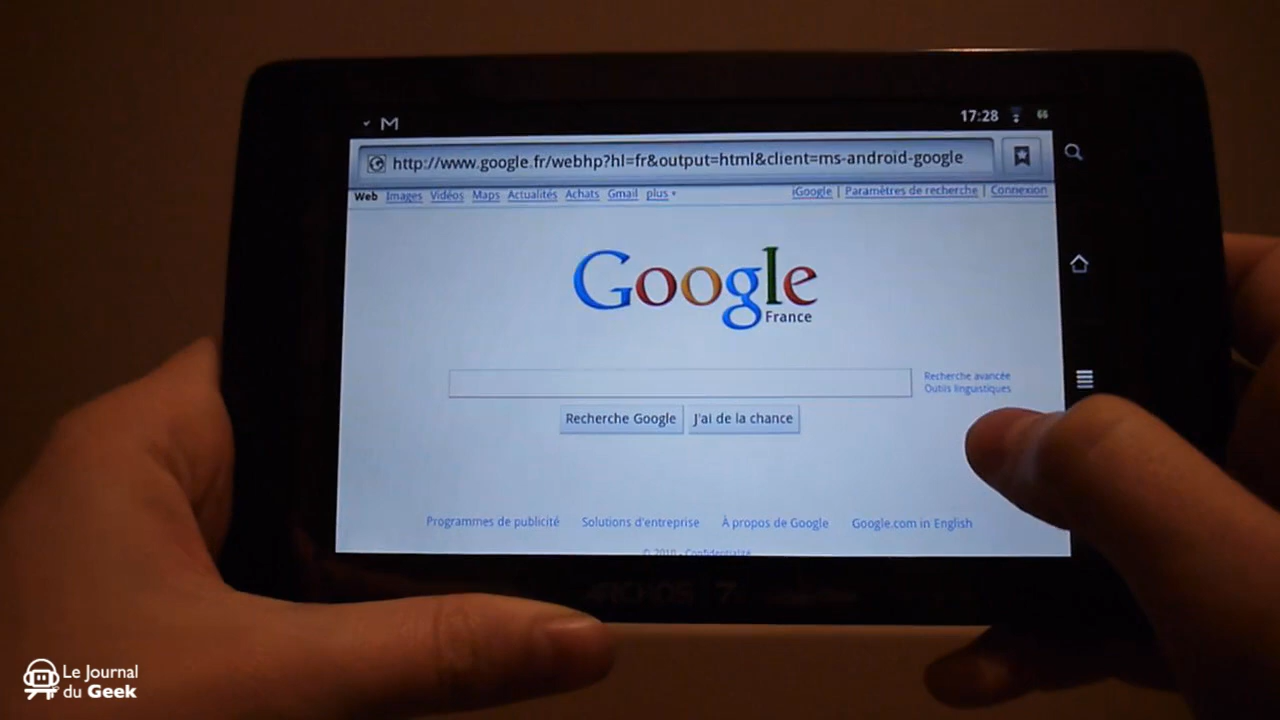 17:28
http://www.google.fr/webhp?hl=fr&output=html&client=ms-android-google
Web Images Vidéos Maps Actualités Achats Gmail plus ▾ iGoogle | Paramètres de recherche | Connexion
Google
France
Recherche avancée
Outils linguistiques
Recherche Google J'ai de la chance
Programmes de publicité Solutions d'entreprise À propos de Google Google.com in English
© 2010 - Confidentialité
ARCHOS 7
Le Journal
du Geek